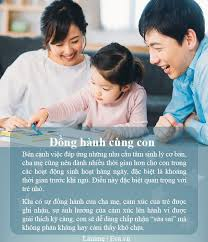 Đồng hành cùng con
Bên cạnh việc đáp ứng những nhu cầu tâm sinh lý cơ bản,
cha mẹ cũng nên dành nhiều thời gian hơn cho con trong
các hoạt động sinh hoạt hàng ngày, đặc biệt là khoảng
thời gian trước khi ngủ. Điều này đặc biệt quan trọng với
trẻ nhỏ.
Khi có sự đồng hành của cha mẹ, cảm xúc của trẻ được
ghi nhận, sự ảnh hưởng của cảm xúc lên hành vi được
giải thích kỹ càng, con sẽ dễ dàng chấp nhận "sửa sai" mà
không phản kháng hay cảm thấy khó chịu.
Eva.vn